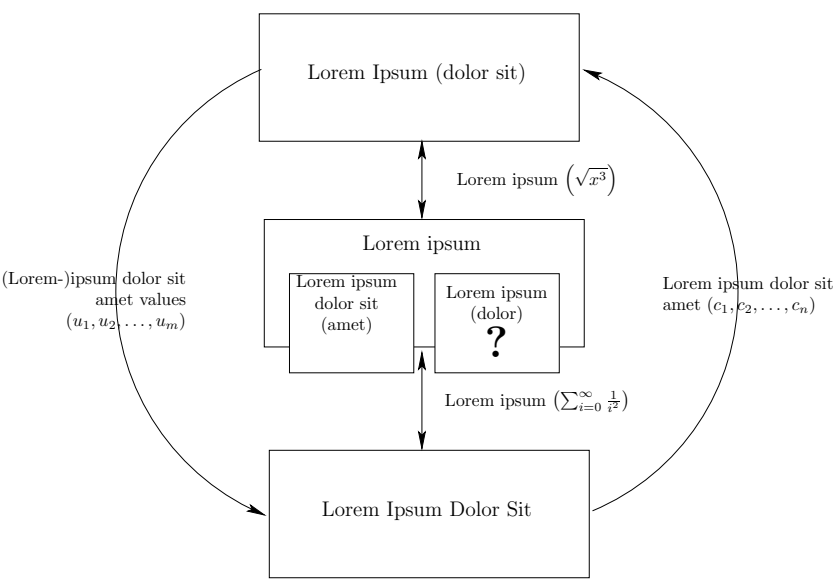 Lorem Ipsum (dolor sit)
Lorem ipsum (√x³)
Lorem ipsum
(Lorem-)ipsum dolor sit
amet values
(u₁, u₂, …, uₘ)
Lorem ipsum
dolor sit
(amet)
Lorem ipsum
(dolor)
?
Lorem ipsum dolor sit
amet (c₁, c₂, …, cₙ)
Lorem ipsum (∑_{i=0}^{∞} 1/i²)
Lorem Ipsum Dolor Sit